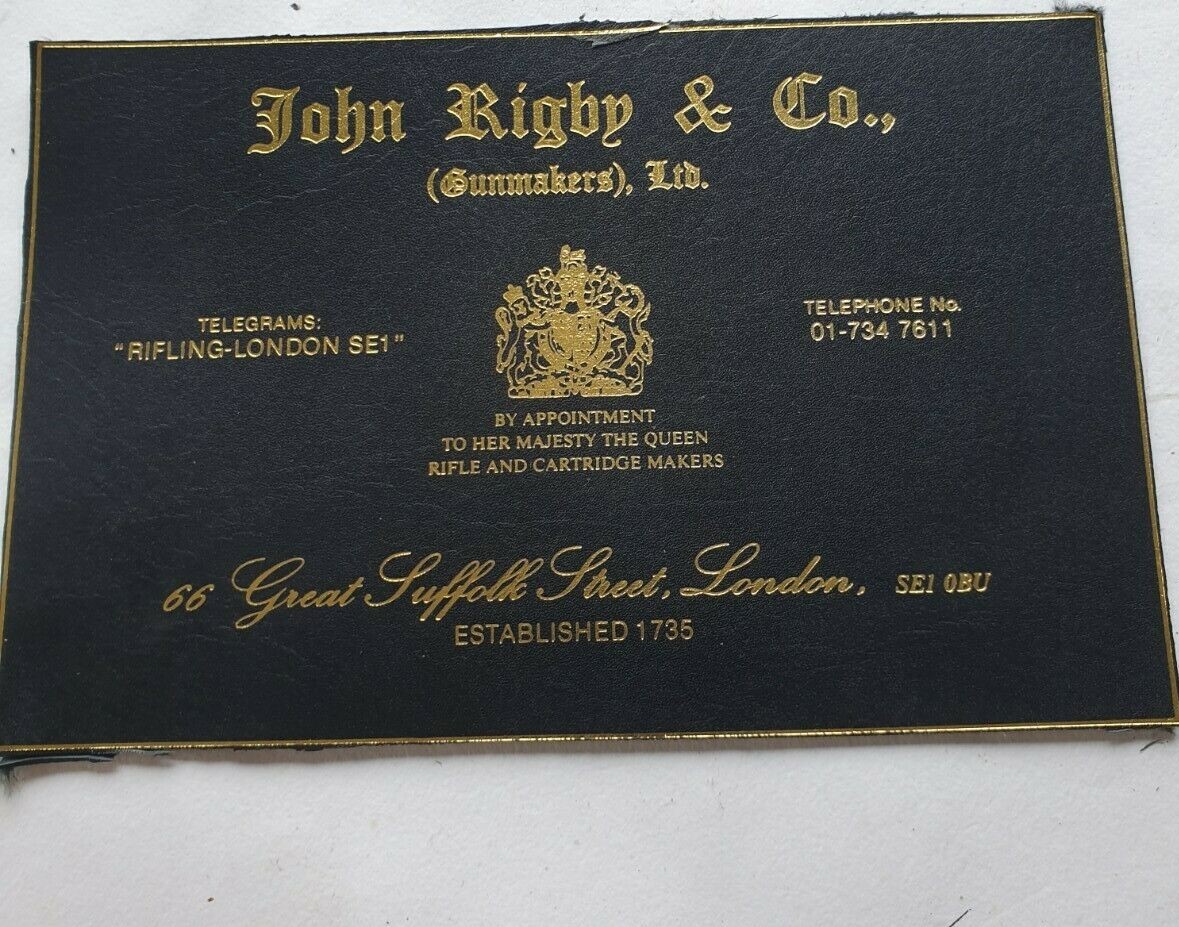 John Rigby & Co.,
(Gunmakers), Ltd.
TELEGRAMS:
"RIFLING-LONDON SE1"
TELEPHONE No.
01-734 7611
BY APPOINTMENT
TO HER MAJESTY THE QUEEN
RIFLE AND CARTRIDGE MAKERS
66 Great Suffolk Street, London, SE1 0BU
ESTABLISHED 1735